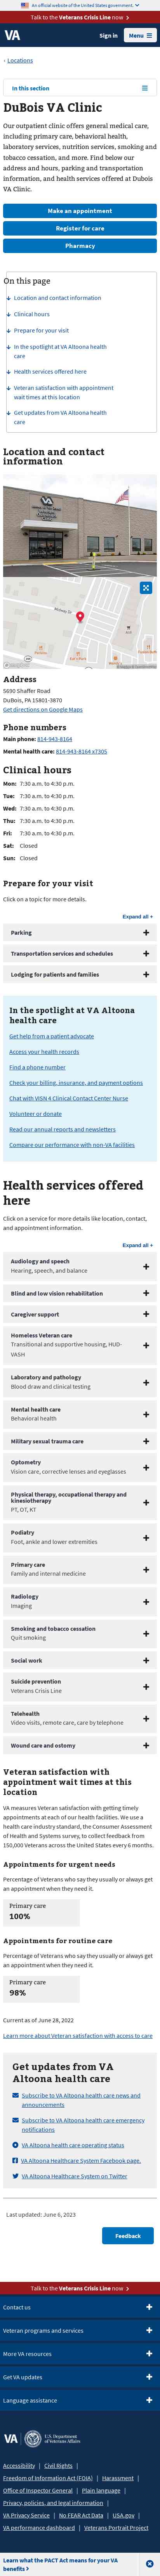 An official website of the United States government.
Talk to the Veterans Crisis Line now
VA
Sign in
Menu
Locations
In this section
DuBois VA Clinic
Our outpatient clinic offers general medical
care, including primary care, mental health
care, laboratory services, nutrition, smoking and
weight cessation, and more. Below, you'll find our address and hours
Make an appointment
Register for care
Pharmacy
On this page
Location and contact information
Clinical hours
Prepare for your visit
In the spotlight at VA Altoona health
care
Health services offered here
Veteran satisfaction with appointment
wait times at this location
Get updates from VA Altoona health
care
Location and contact
information
Address
5690 Shaffer Road
DuBois, PA 15801-3870
Get directions on Google Maps
Phone numbers
Main phone: 814-943-8164
Mental health care: 814-943-8164 x7305
Clinical hours
Mon: 7:30 a.m. to 4:30 p.m.
Tue: 7:30 a.m. to 4:30 p.m.
Wed: 7:30 a.m. to 4:30 p.m.
Thu: 7:30 a.m. to 4:30 p.m.
Fri: 7:30 a.m. to 4:30 p.m.
Sat: Closed
Sun: Closed
Prepare for your visit
Click on a topic for more details.
Expand all +
Parking
Transportation services and schedules
Lodging for patients and families
In the spotlight at VA Altoona
health care
Get help from a patient advocate
Access your health records
Find a phone number
Check your billing, insurance, and payment options
Chat with VISN 4 Clinical Contact Center Nurse
Volunteer or donate
Read our annual reports and newsletters
Compare our performance with non-VA facilities
Health services offered
here
Click on a service for more details like location, contact,
and appointment information.
Expand all +
Audiology and speech
Hearing, speech, and balance
Blind and low vision rehabilitation
Caregiver support
Homeless Veteran care
Transitional and supportive housing, HUD-
VASH
Laboratory and pathology
Blood draw and clinical testing
Mental health care
Behavioral health
Military sexual trauma care
Optometry
Vision care, corrective lenses and eyeglasses
Physical therapy, occupational therapy and
kinesiotherapy
PT, OT, KT
Podiatry
Foot, ankle and lower extremities
Primary care
Family and internal medicine
Radiology
Imaging
Smoking and tobacco cessation
Quit smoking
Social work
Suicide prevention
Veterans Crisis Line
Telehealth
Video visits, remote care, care by telephone
Wound care and ostomy
Veteran satisfaction with
appointment wait times at this
location
VA measures Veteran satisfaction with getting timely
appointments at each of our health care facilities. We use
an industry health care standard, the Consumer Assessment
of Health and Systems survey, to collect feedback from
150,000 Veterans across the United States every 6 months.
Appointments for urgent needs
Percentage of Veterans who say they usually or always get
an appointment when they need it.
Primary care
100%
Appointments for routine care
Percentage of Veterans who say they usually or always get
an appointment when they need it.
Primary care
98%
Current as of June 28, 2022
Learn more about Veteran satisfaction with access to care
Get updates from VA
Altoona health care
Subscribe to VA Altoona health care news and
announcements
Subscribe to VA Altoona health care emergency
notifications
VA Altoona health care operating status
VA Altoona Healthcare System Facebook page.
VA Altoona Healthcare System on Twitter
Last updated: June 6, 2023
Feedback
Talk to the Veterans Crisis Line now
Contact us
Veteran programs and services
More VA resources
Get VA updates
Language assistance
VA
U.S. Department
of Veterans Affairs
Accessibility | Civil Rights |
Freedom of Information Act (FOIA) | Harassment |
Office of Inspector General | Plain language |
Privacy, policies, and legal information |
VA Privacy Service | No FEAR Act Data | USA.gov |
VA performance dashboard | Veterans Portrait Project
Learn what the PACT Act means for your VA
benefits